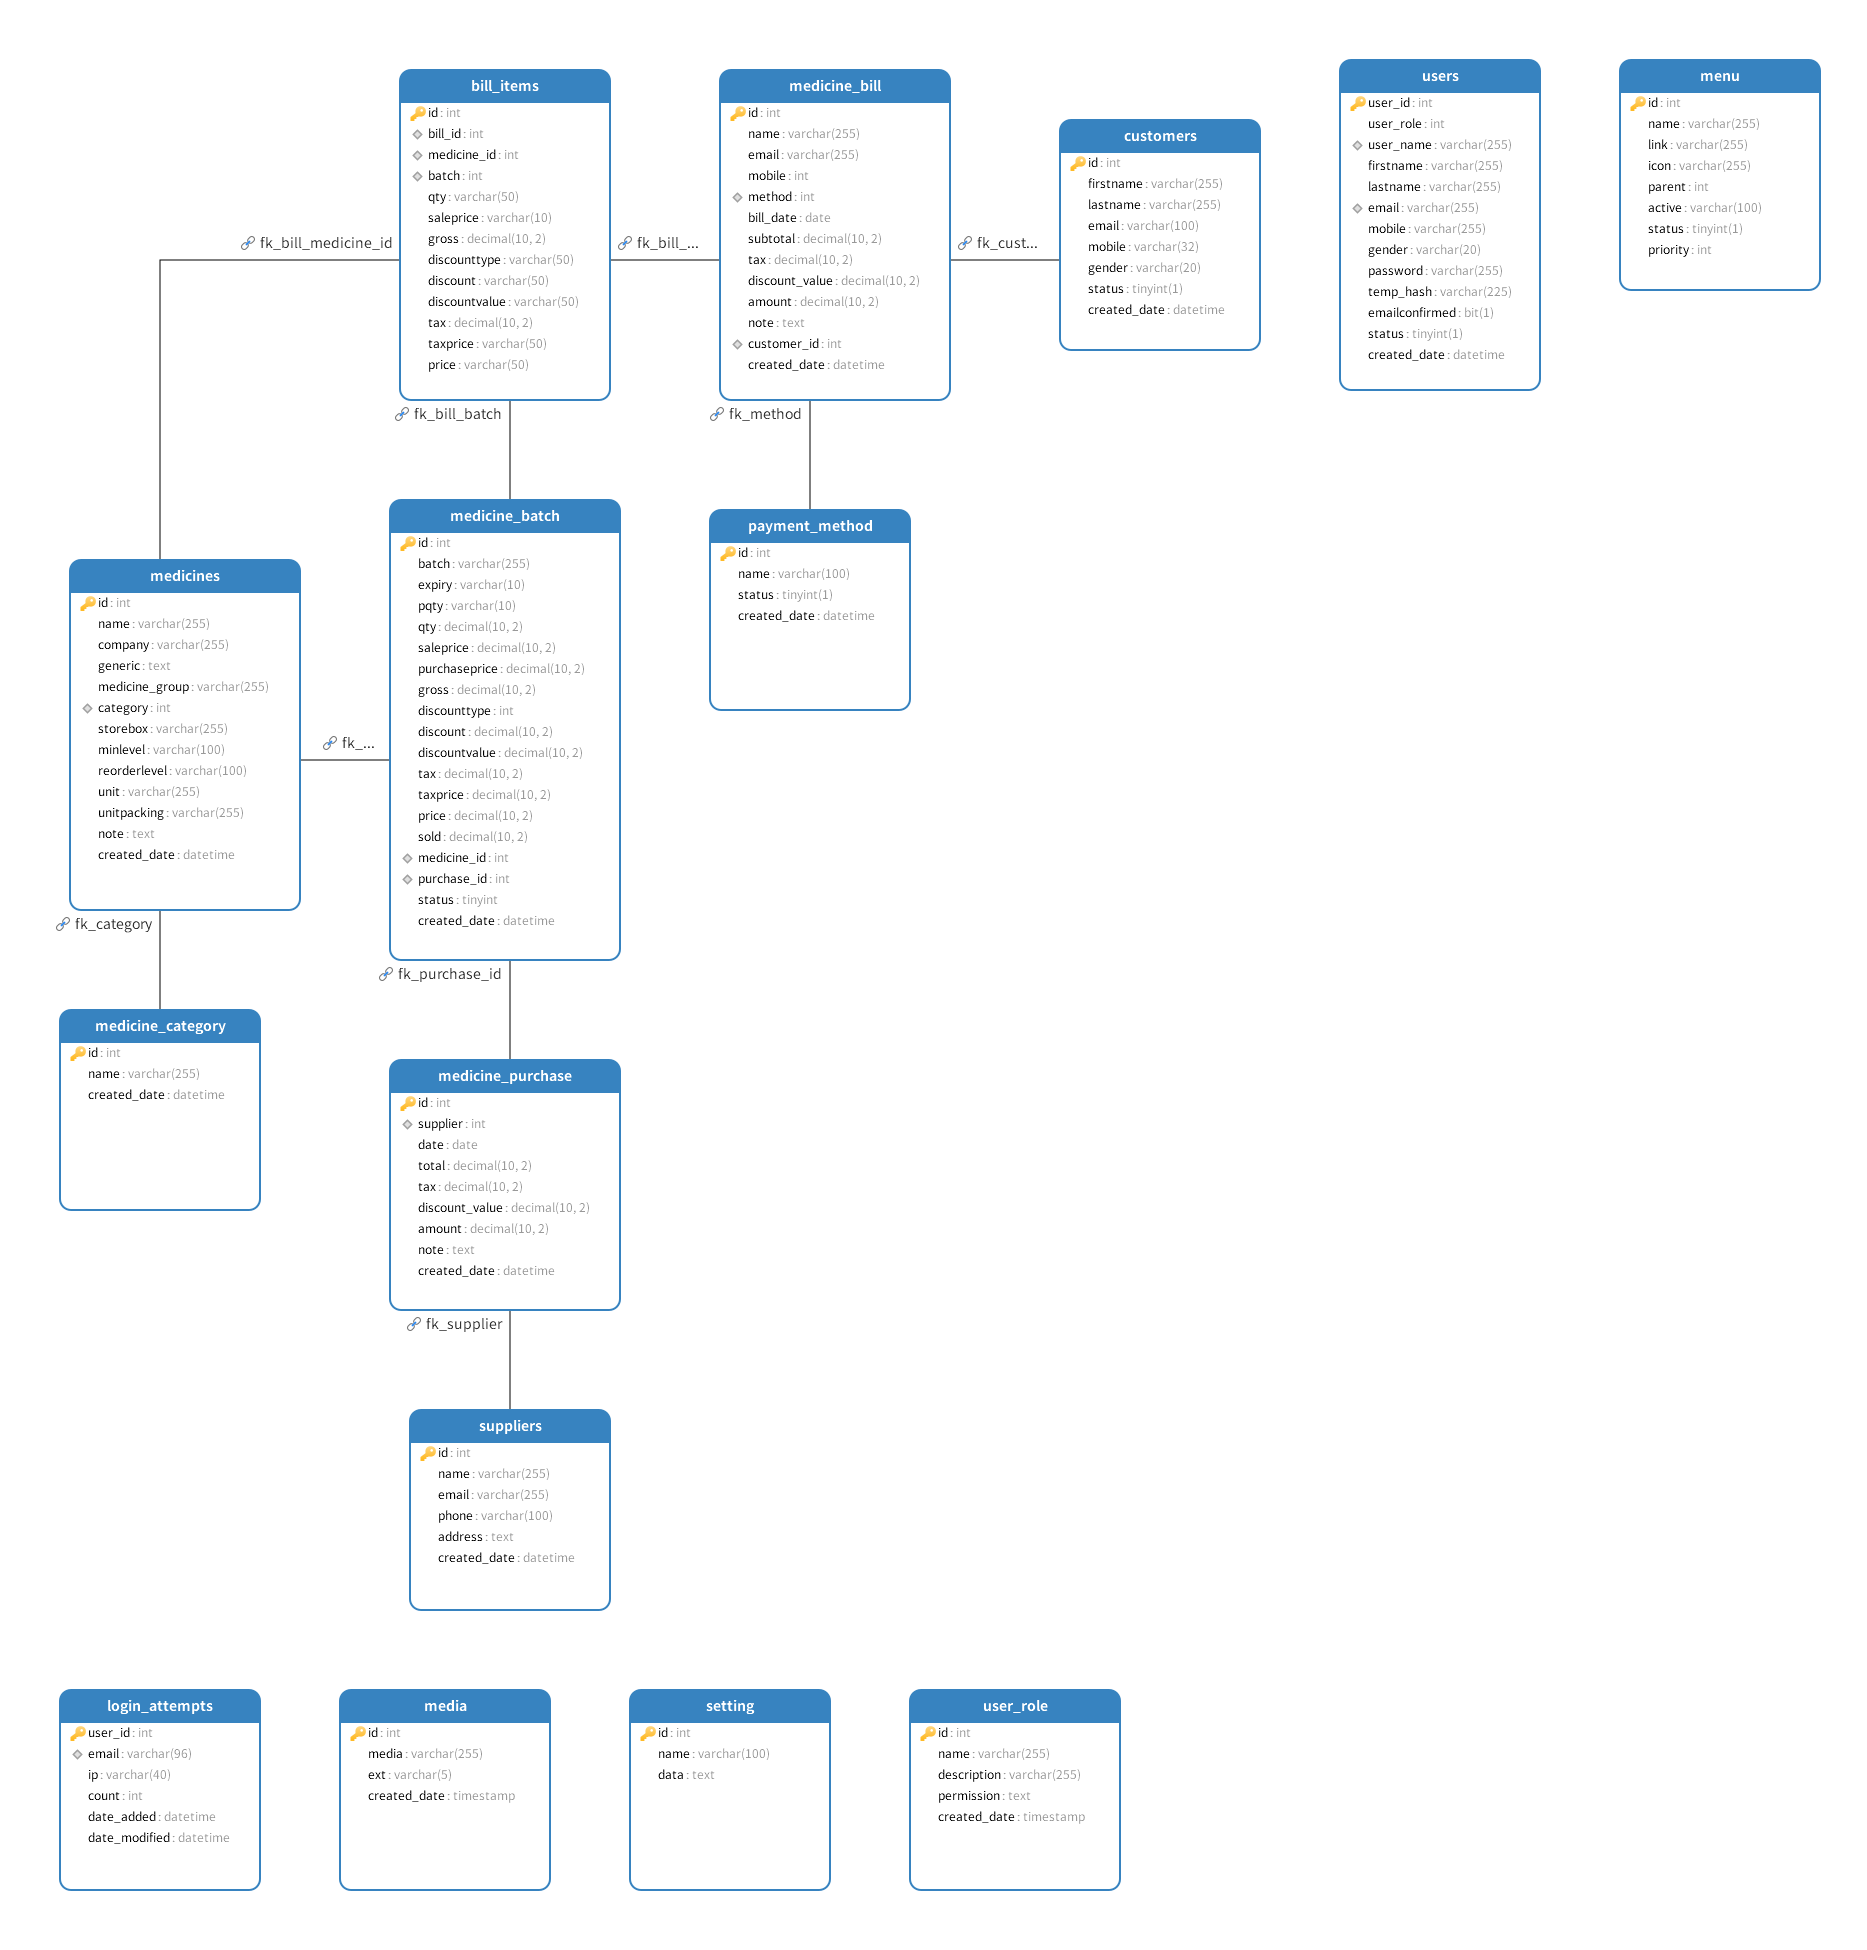 bill_items
id : int
bill_id : int
medicine_id : int
batch : int
qty : varchar(50)
saleprice : varchar(10)
gross : decimal(10, 2)
discounttype : varchar(50)
discount : varchar(50)
discountvalue : varchar(50)
tax : decimal(10, 2)
taxprice : varchar(50)
price : varchar(50)
medicine_bill
id : int
name : varchar(255)
email : varchar(255)
mobile : int
method : int
bill_date : date
subtotal : decimal(10, 2)
tax : decimal(10, 2)
discount_value : decimal(10, 2)
amount : decimal(10, 2)
note : text
customer_id : int
created_date : datetime
customers
id : int
firstname : varchar(255)
lastname : varchar(255)
email : varchar(100)
mobile : varchar(32)
gender : varchar(20)
status : tinyint(1)
created_date : datetime
users
user_id : int
user_role : int
user_name : varchar(255)
firstname : varchar(255)
lastname : varchar(255)
email : varchar(255)
mobile : varchar(255)
gender : varchar(20)
password : varchar(255)
temp_hash : varchar(225)
emailconfirmed : bit(1)
status : tinyint(1)
created_date : datetime
menu
id : int
name : varchar(255)
link : varchar(255)
icon : varchar(255)
parent : int
active : varchar(100)
status : tinyint(1)
priority : int
fk_bill_medicine_id
fk_bill_...
fk_cust...
fk_bill_batch
fk_method
medicines
id : int
name : varchar(255)
company : varchar(255)
generic : text
medicine_group : varchar(255)
category : int
storebox : varchar(255)
minlevel : varchar(100)
reorderlevel : varchar(100)
unit : varchar(255)
unitpacking : varchar(255)
note : text
created_date : datetime
fk_...
medicine_batch
id : int
batch : varchar(255)
expiry : varchar(10)
pqty : varchar(10)
qty : decimal(10, 2)
saleprice : decimal(10, 2)
purchaseprice : decimal(10, 2)
gross : decimal(10, 2)
discounttype : int
discount : decimal(10, 2)
discountvalue : decimal(10, 2)
tax : decimal(10, 2)
taxprice : decimal(10, 2)
price : decimal(10, 2)
sold : decimal(10, 2)
medicine_id : int
purchase_id : int
status : tinyint
created_date : datetime
payment_method
id : int
name : varchar(100)
status : tinyint(1)
created_date : datetime
fk_category
fk_purchase_id
medicine_category
id : int
name : varchar(255)
created_date : datetime
medicine_purchase
id : int
supplier : int
date : date
total : decimal(10, 2)
tax : decimal(10, 2)
discount_value : decimal(10, 2)
amount : decimal(10, 2)
note : text
created_date : datetime
fk_supplier
suppliers
id : int
name : varchar(255)
email : varchar(255)
phone : varchar(100)
address : text
created_date : datetime
login_attempts
user_id : int
email : varchar(96)
ip : varchar(40)
count : int
date_added : datetime
date_modified : datetime
media
id : int
media : varchar(255)
ext : varchar(5)
created_date : timestamp
setting
id : int
name : varchar(100)
data : text
user_role
id : int
name : varchar(255)
description : varchar(255)
permission : text
created_date : timestamp